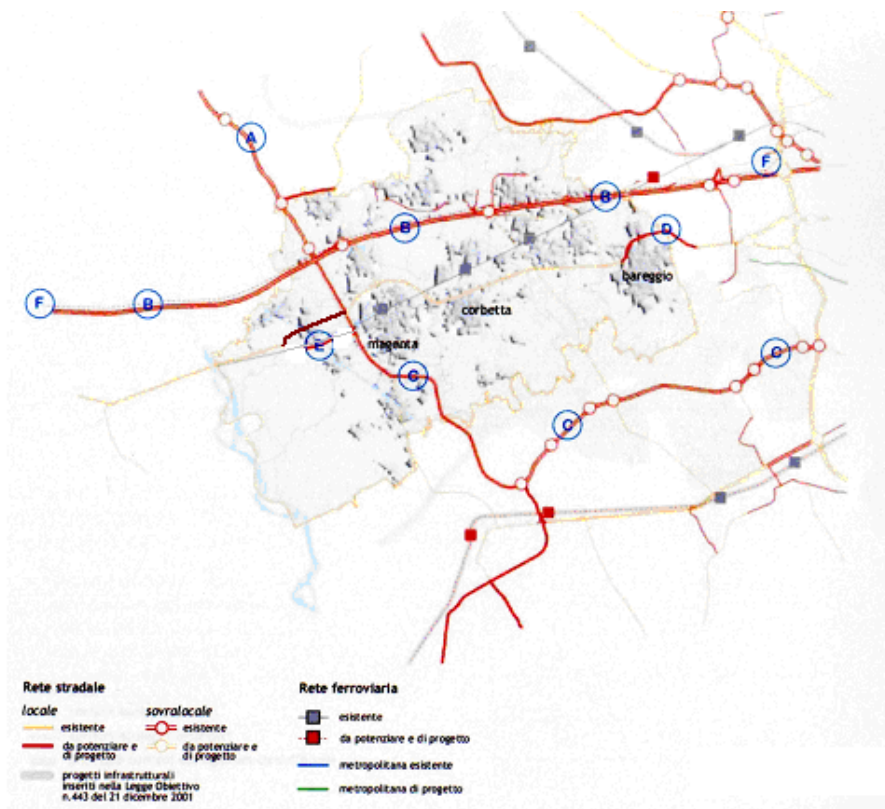 A
F
B
B
D
bareggio
F
B
corbetta
E
magenta
C
C
C
Rete stradale
locale
sovralocale
esistente
esistente
da potenziare e
di progetto
da potenziare e
di progetto
progetti infrastrutturali
inseriti nella Legge Obiettivo
n.443 del 21 dicembre 2001
Rete ferroviaria
esistente
da potenziare e di progetto
metropolitana esistente
metropolitana di progetto